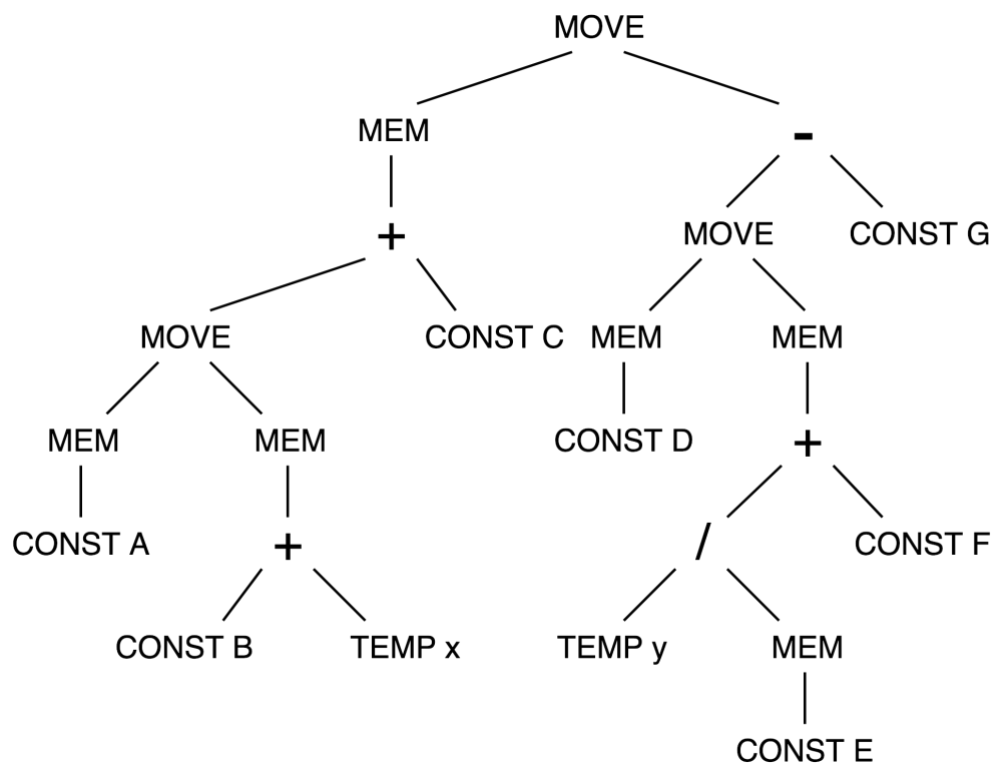 MOVE
MEM -
+ MOVE CONST G
MOVE CONST C MEM MEM
MEM MEM CONST D +
CONST A + / CONST F
CONST B TEMP x TEMP y MEM
CONST E